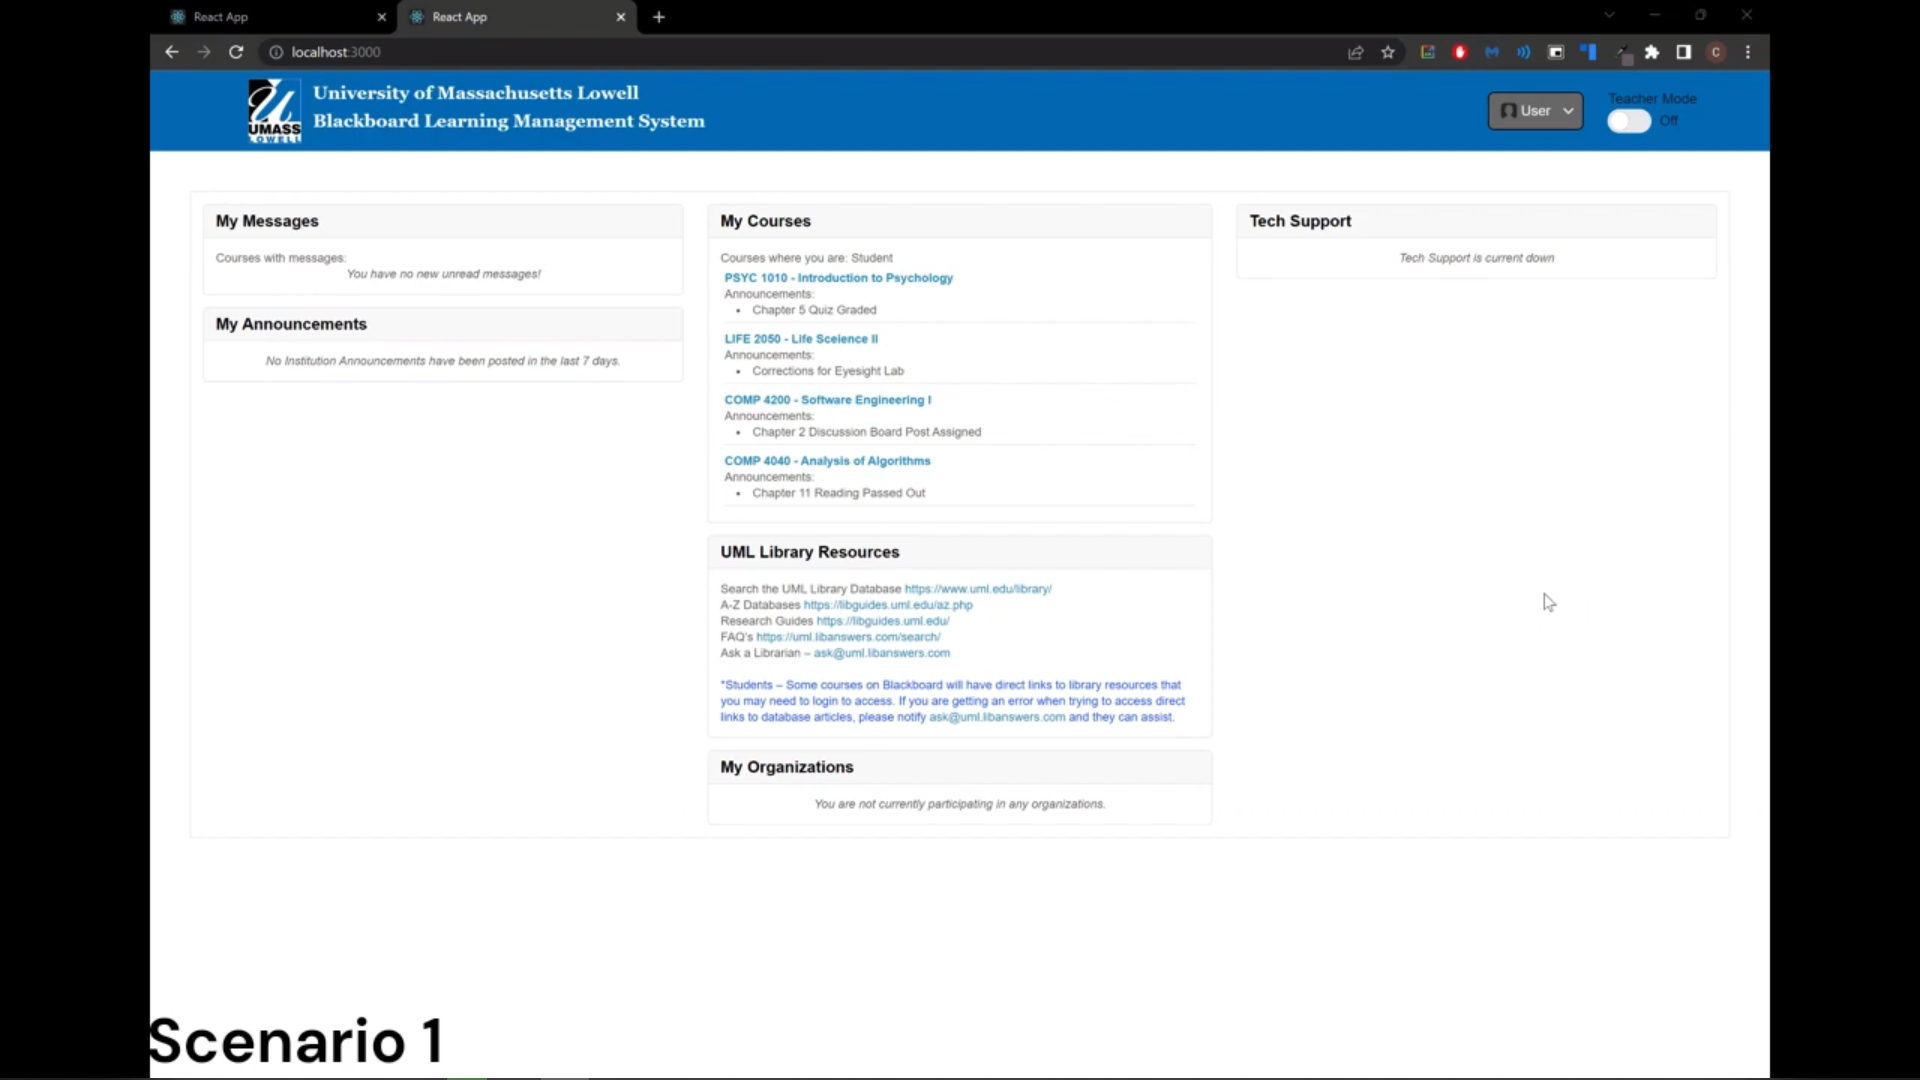 React App
React App
localhost:3000
C
UMASS
LOWELL
University of Massachusetts Lowell
Blackboard Learning Management System
User
Teacher Mode
Off
My Messages
Courses with messages:
You have no new unread messages!
My Announcements
No Institution Announcements have been posted in the last 7 days.
My Courses
Courses where you are: Student
PSYC 1010 - Introduction to Psychology
Announcements:
• Chapter 5 Quiz Graded
LIFE 2050 - Life Sceience II
Announcements:
• Corrections for Eyesight Lab
COMP 4200 - Software Engineering I
Announcements:
• Chapter 2 Discussion Board Post Assigned
COMP 4040 - Analysis of Algorithms
Announcements:
• Chapter 11 Reading Passed Out
UML Library Resources
Search the UML Library Database https://www.uml.edu/library/
A-Z Databases https://libguides.uml.edu/az.php
Research Guides https://libguides.uml.edu/
FAQ's https://uml.libanswers.com/search/
Ask a Librarian – ask@uml.libanswers.com
*Students – Some courses on Blackboard will have direct links to library resources that
you may need to login to access. If you are getting an error when trying to access direct
links to database articles, please notify ask@uml.libanswers.com and they can assist.
My Organizations
You are not currently participating in any organizations.
Tech Support
Tech Support is current down
Scenario 1